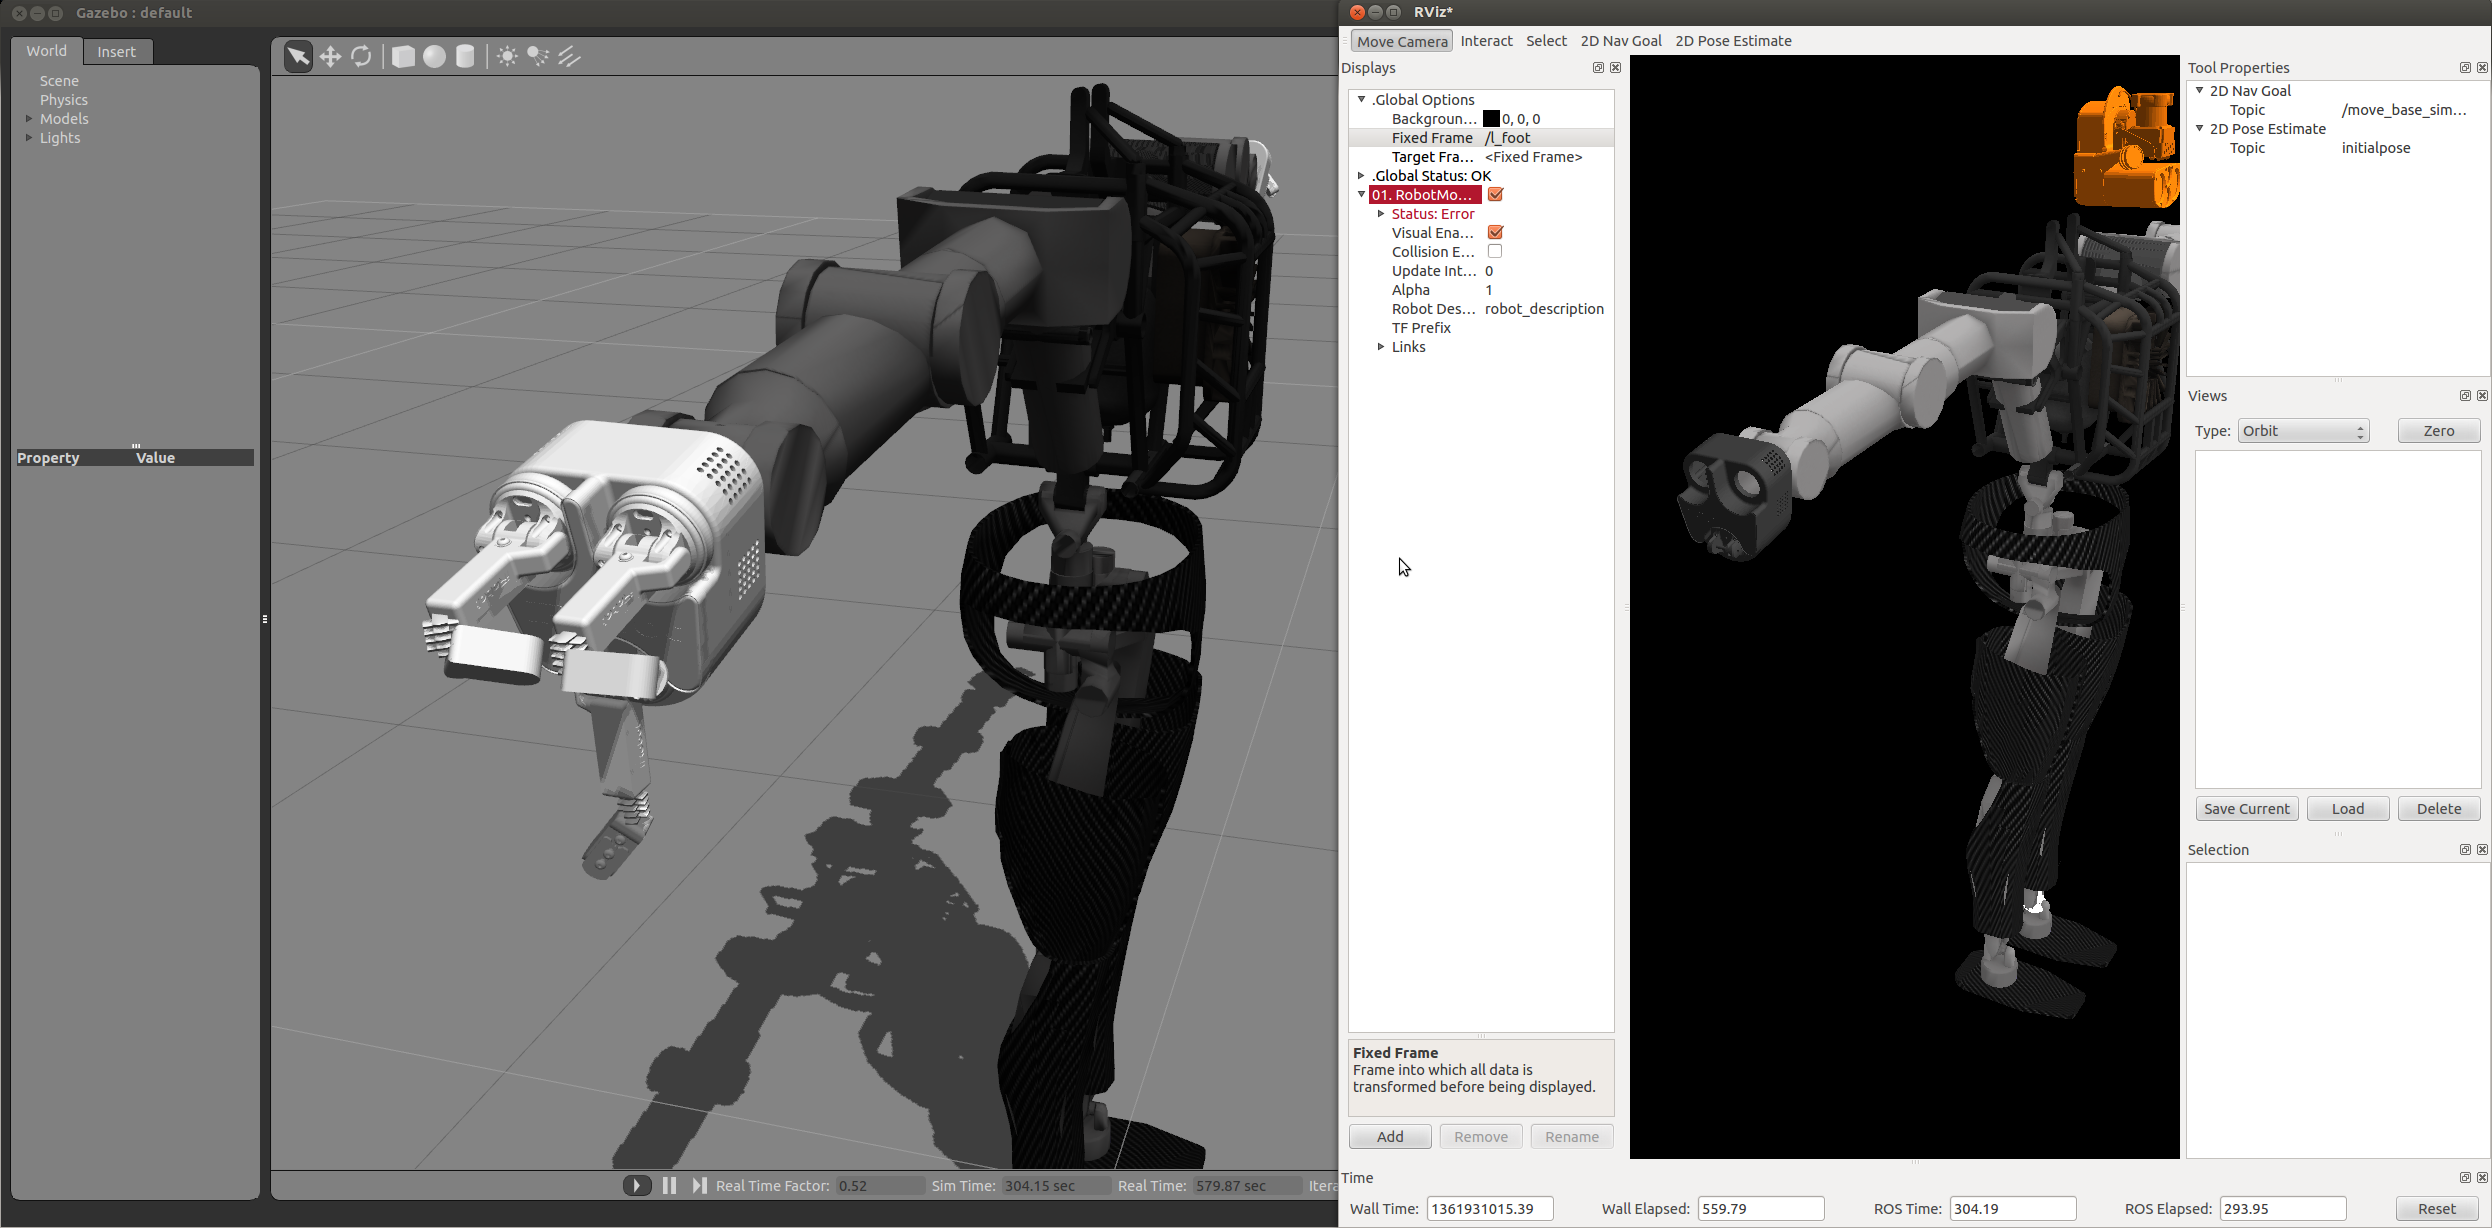 Gazebo : default
World Insert
Scene
Physics
Models
Lights
Property Value
Real Time Factor: 0.52 Sim Time: 304.15 sec Real Time: 579.87 sec Itera
RViz*
Move Camera Interact Select 2D Nav Goal 2D Pose Estimate
Displays
.Global Options
Backgroun... 0, 0, 0
Fixed Frame /l_foot
Target Fra... <Fixed Frame>
.Global Status: OK
01. RobotMo...
Status: Error
Visual Ena...
Collision E...
Update Int... 0
Alpha 1
Robot Des... robot_description
TF Prefix
Links
Fixed Frame
Frame into which all data is
transformed before being displayed.
Add Remove Rename
Tool Properties
2D Nav Goal
Topic /move_base_sim...
2D Pose Estimate
Topic initialpose
Views
Type: Orbit Zero
Save Current Load Delete
Selection
Time
Wall Time: 1361931015.39 Wall Elapsed: 559.79 ROS Time: 304.19 ROS Elapsed: 293.95 Reset